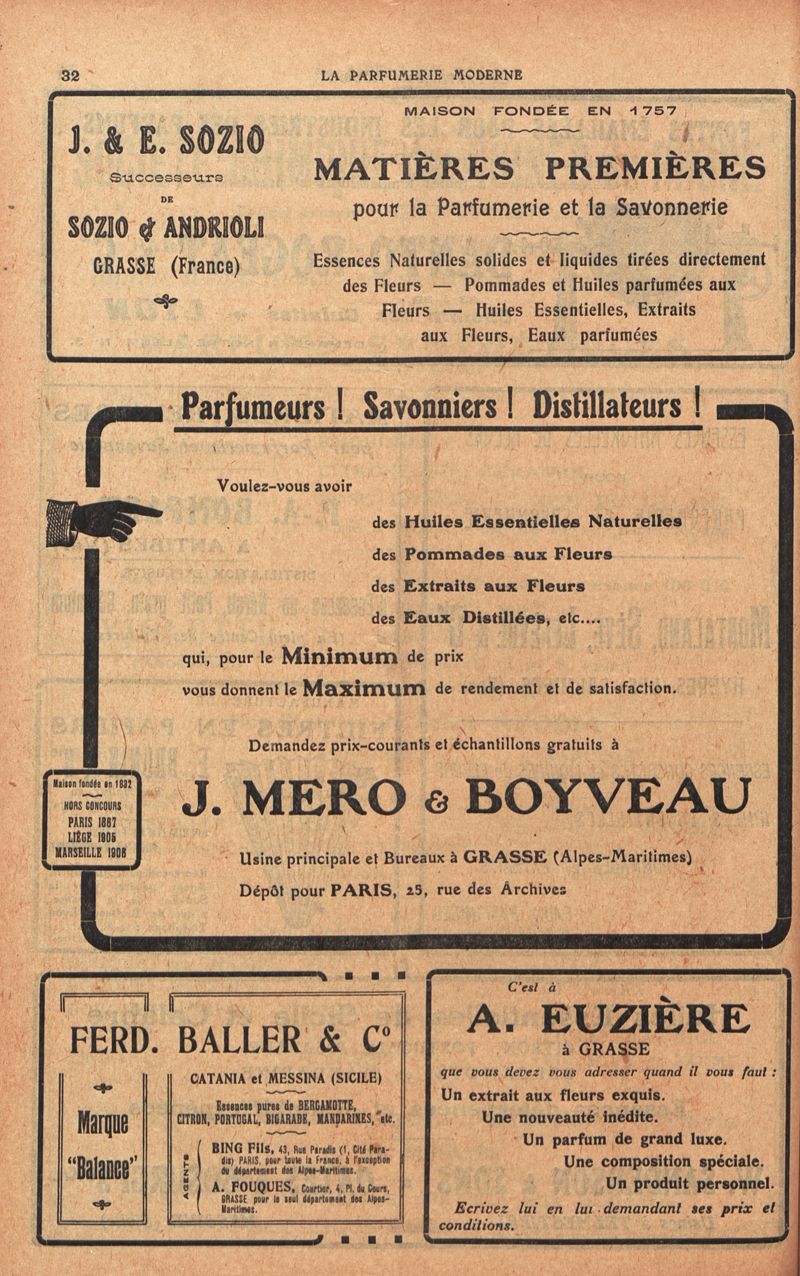 32
LA PARFUMERIE MODERNE
J. & E. SOZIO
Successeurs
DE
SOZIO & ANDRIOLI
GRASSE (France)
MAISON FONDÉE EN 1757
MATIÈRES PREMIÈRES
pour la Parfumerie et la Savonnerie
Essences Naturelles solides et liquides tirées directement
des Fleurs — Pommades et Huiles parfumées aux
Fleurs — Huiles Essentielles, Extraits
aux Fleurs, Eaux parfumées
Parfumeurs ! Savonniers ! Distillateurs !
Voulez-vous avoir
des Huiles Essentielles Naturelles
des Pommades aux Fleurs
des Extraits aux Fleurs
des Eaux Distillées, etc....
qui, pour le Minimum de prix
vous donnent le Maximum de rendement et de satisfaction.
Demandez prix-courants et échantillons gratuits à
J. MERO & BOYVEAU
Maison fondée en 1832
HORS CONCOURS
PARIS 1867
LIÈGE 1905
MARSEILLE 1906
Usine principale et Bureaux à GRASSE (Alpes-Maritimes)
Dépôt pour PARIS, 25, rue des Archives
FERD. BALLER & Co
Marque
"Balance"
CATANIA et MESSINA (SICILE)
Essences pures de BERGAMOTTE,
CITRON, PORTUGAL, BIGARADE, MANDARINES, etc.
AGENTS
BING Fils, 43, Rue Paradis (1, Cité Para-
dis) PARIS, pour toute la France, à l'exception
du département des Alpes-Maritimes.
A. FOUQUES, Courtier, 4, Pl. du Cours,
GRASSE pour le seul département des Alpes-
Maritimes.
C'est à
A. EUZIÈRE
à GRASSE
que vous devez vous adresser quand il vous faut :
Un extrait aux fleurs exquis.
Une nouveauté inédite.
Un parfum de grand luxe.
Une composition spéciale.
Un produit personnel.
Ecrivez lui en lui demandant ses prix et
conditions.